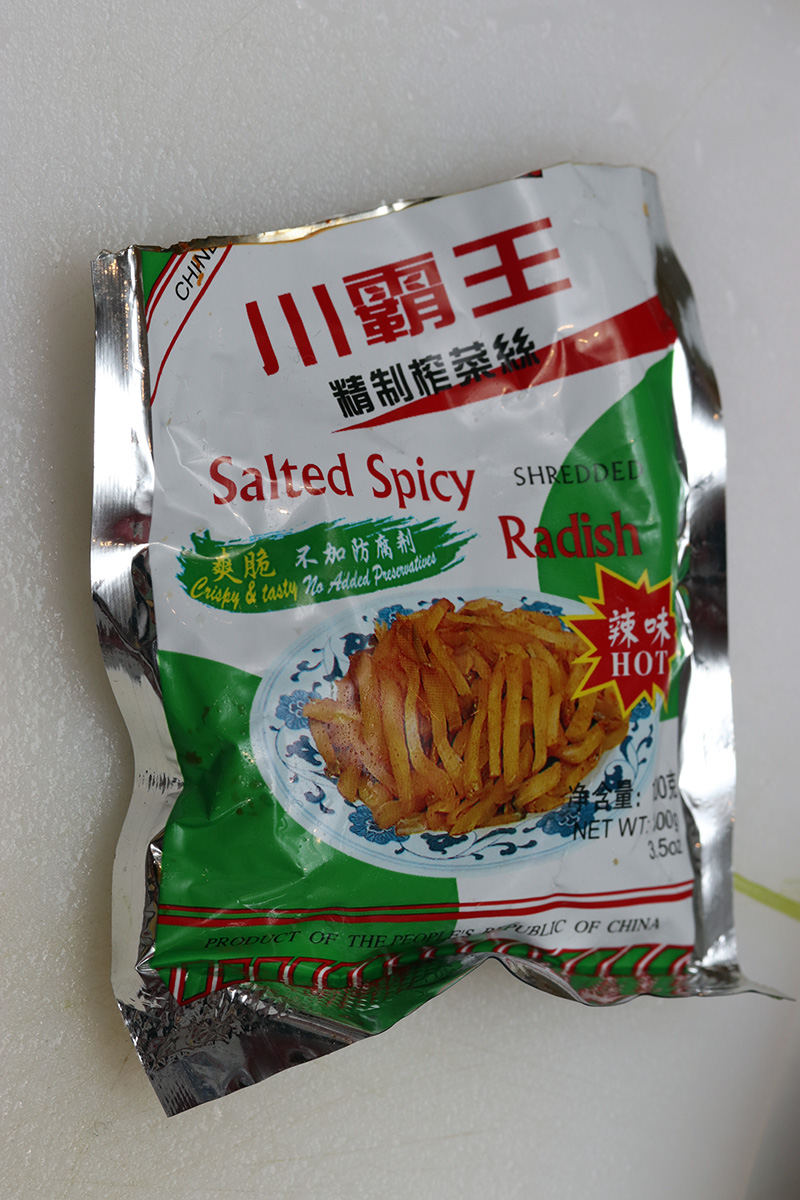 川霸王
精制榨菜絲
Salted Spicy SHREDDED
Radish
爽脆 不加防腐剂
Crispy & tasty No Added Preservatives
辣味
HOT
净含量:
NET WT:
3.5oz
PRODUCT OF THE PEOPLE'S REPUBLIC OF CHINA